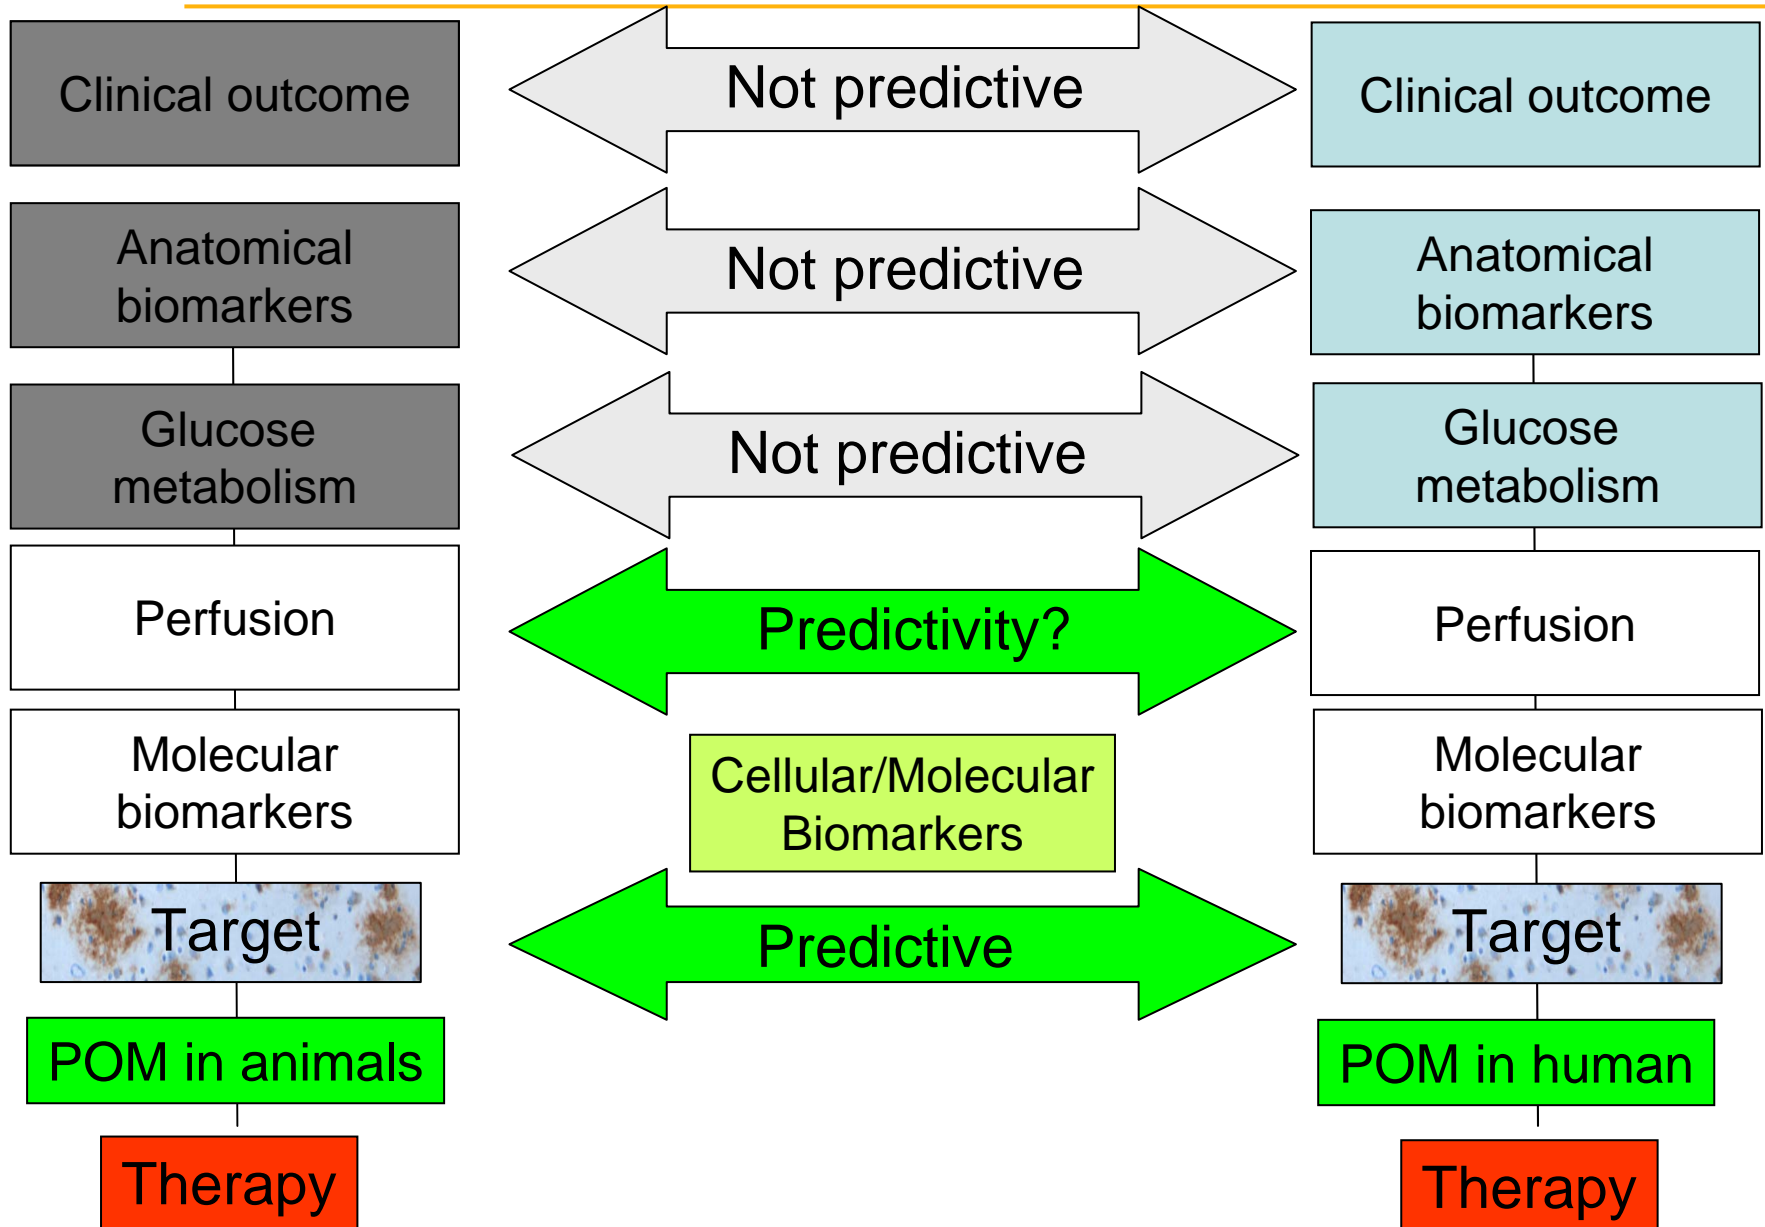 Clinical outcome
Not predictive
Clinical outcome
Anatomical
biomarkers
Not predictive
Anatomical
biomarkers
Glucose
metabolism
Not predictive
Glucose
metabolism
Perfusion
Predictivity?
Perfusion
Molecular
biomarkers
Cellular/Molecular
Biomarkers
Molecular
biomarkers
Target
Predictive
Target
POM in animals
POM in human
Therapy
Therapy